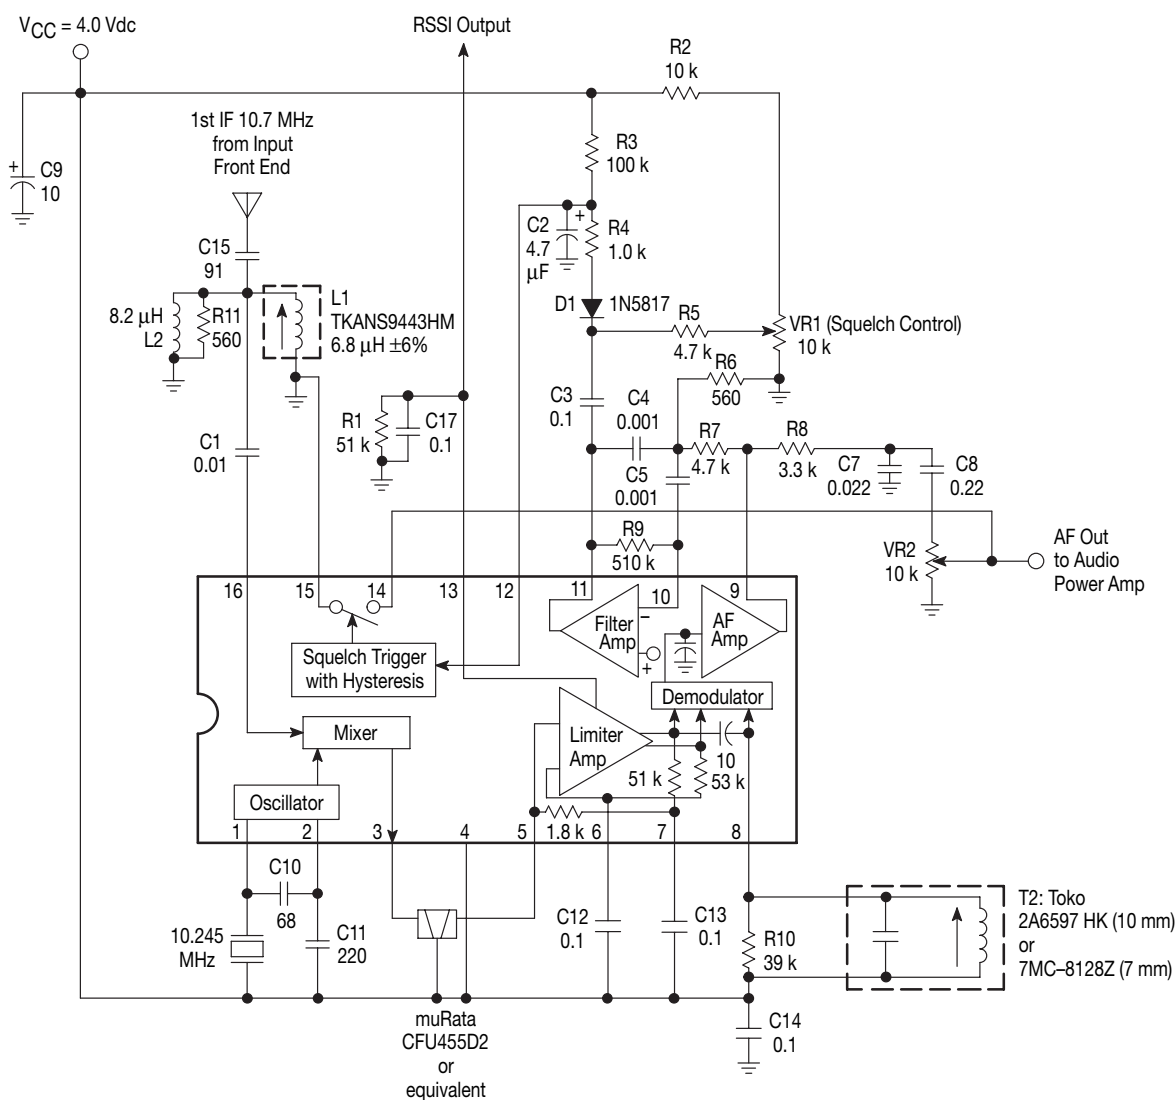 VCC = 4.0 Vdc
RSSI Output
R2
10 k
1st IF 10.7 MHz
from Input
Front End
+
C9
10
R3
100 k
C2
4.7
µF
+
R4
1.0 k
C15
91
8.2 µH
L2
R11
560
L1
TKANS9443HM
6.8 µH ±6%
D1
1N5817
R5
4.7 k
VR1 (Squelch Control)
10 k
R6
560
C3
0.1
C4
0.001
R1
51 k
C17
0.1
C1
0.01
R7
4.7 k
R8
3.3 k
C5
0.001
C7
0.022
C8
0.22
R9
510 k
VR2
10 k
AF Out
to Audio
Power Amp
16
15
14
13
12
11
10
9
Filter
Amp
–
+
AF
Amp
Squelch Trigger
with Hysteresis
Demodulator
Mixer
Limiter
Amp
10
51 k
53 k
Oscillator
1.8 k
1
2
3
4
5
6
7
8
C10
68
C11
220
10.245
MHz
C12
0.1
C13
0.1
R10
39 k
T2: Toko
2A6597 HK (10 mm)
or
7MC–8128Z (7 mm)
C14
0.1
muRata
CFU455D2
or
equivalent